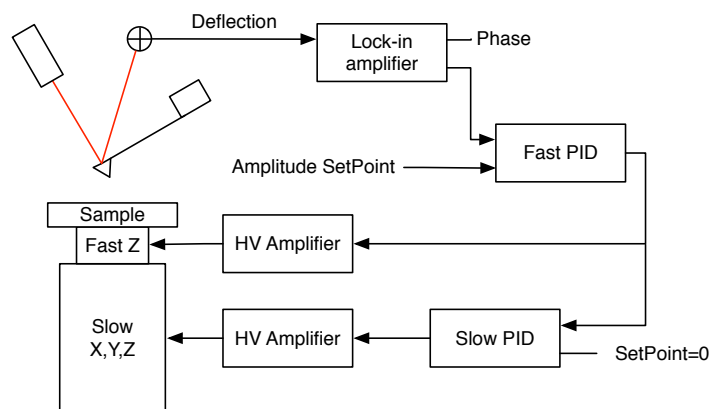 Deflection
Lock-in
amplifier
Phase
Amplitude SetPoint
Fast PID
Sample
Fast Z
HV Amplifier
Slow
X,Y,Z
HV Amplifier
Slow PID
SetPoint=0